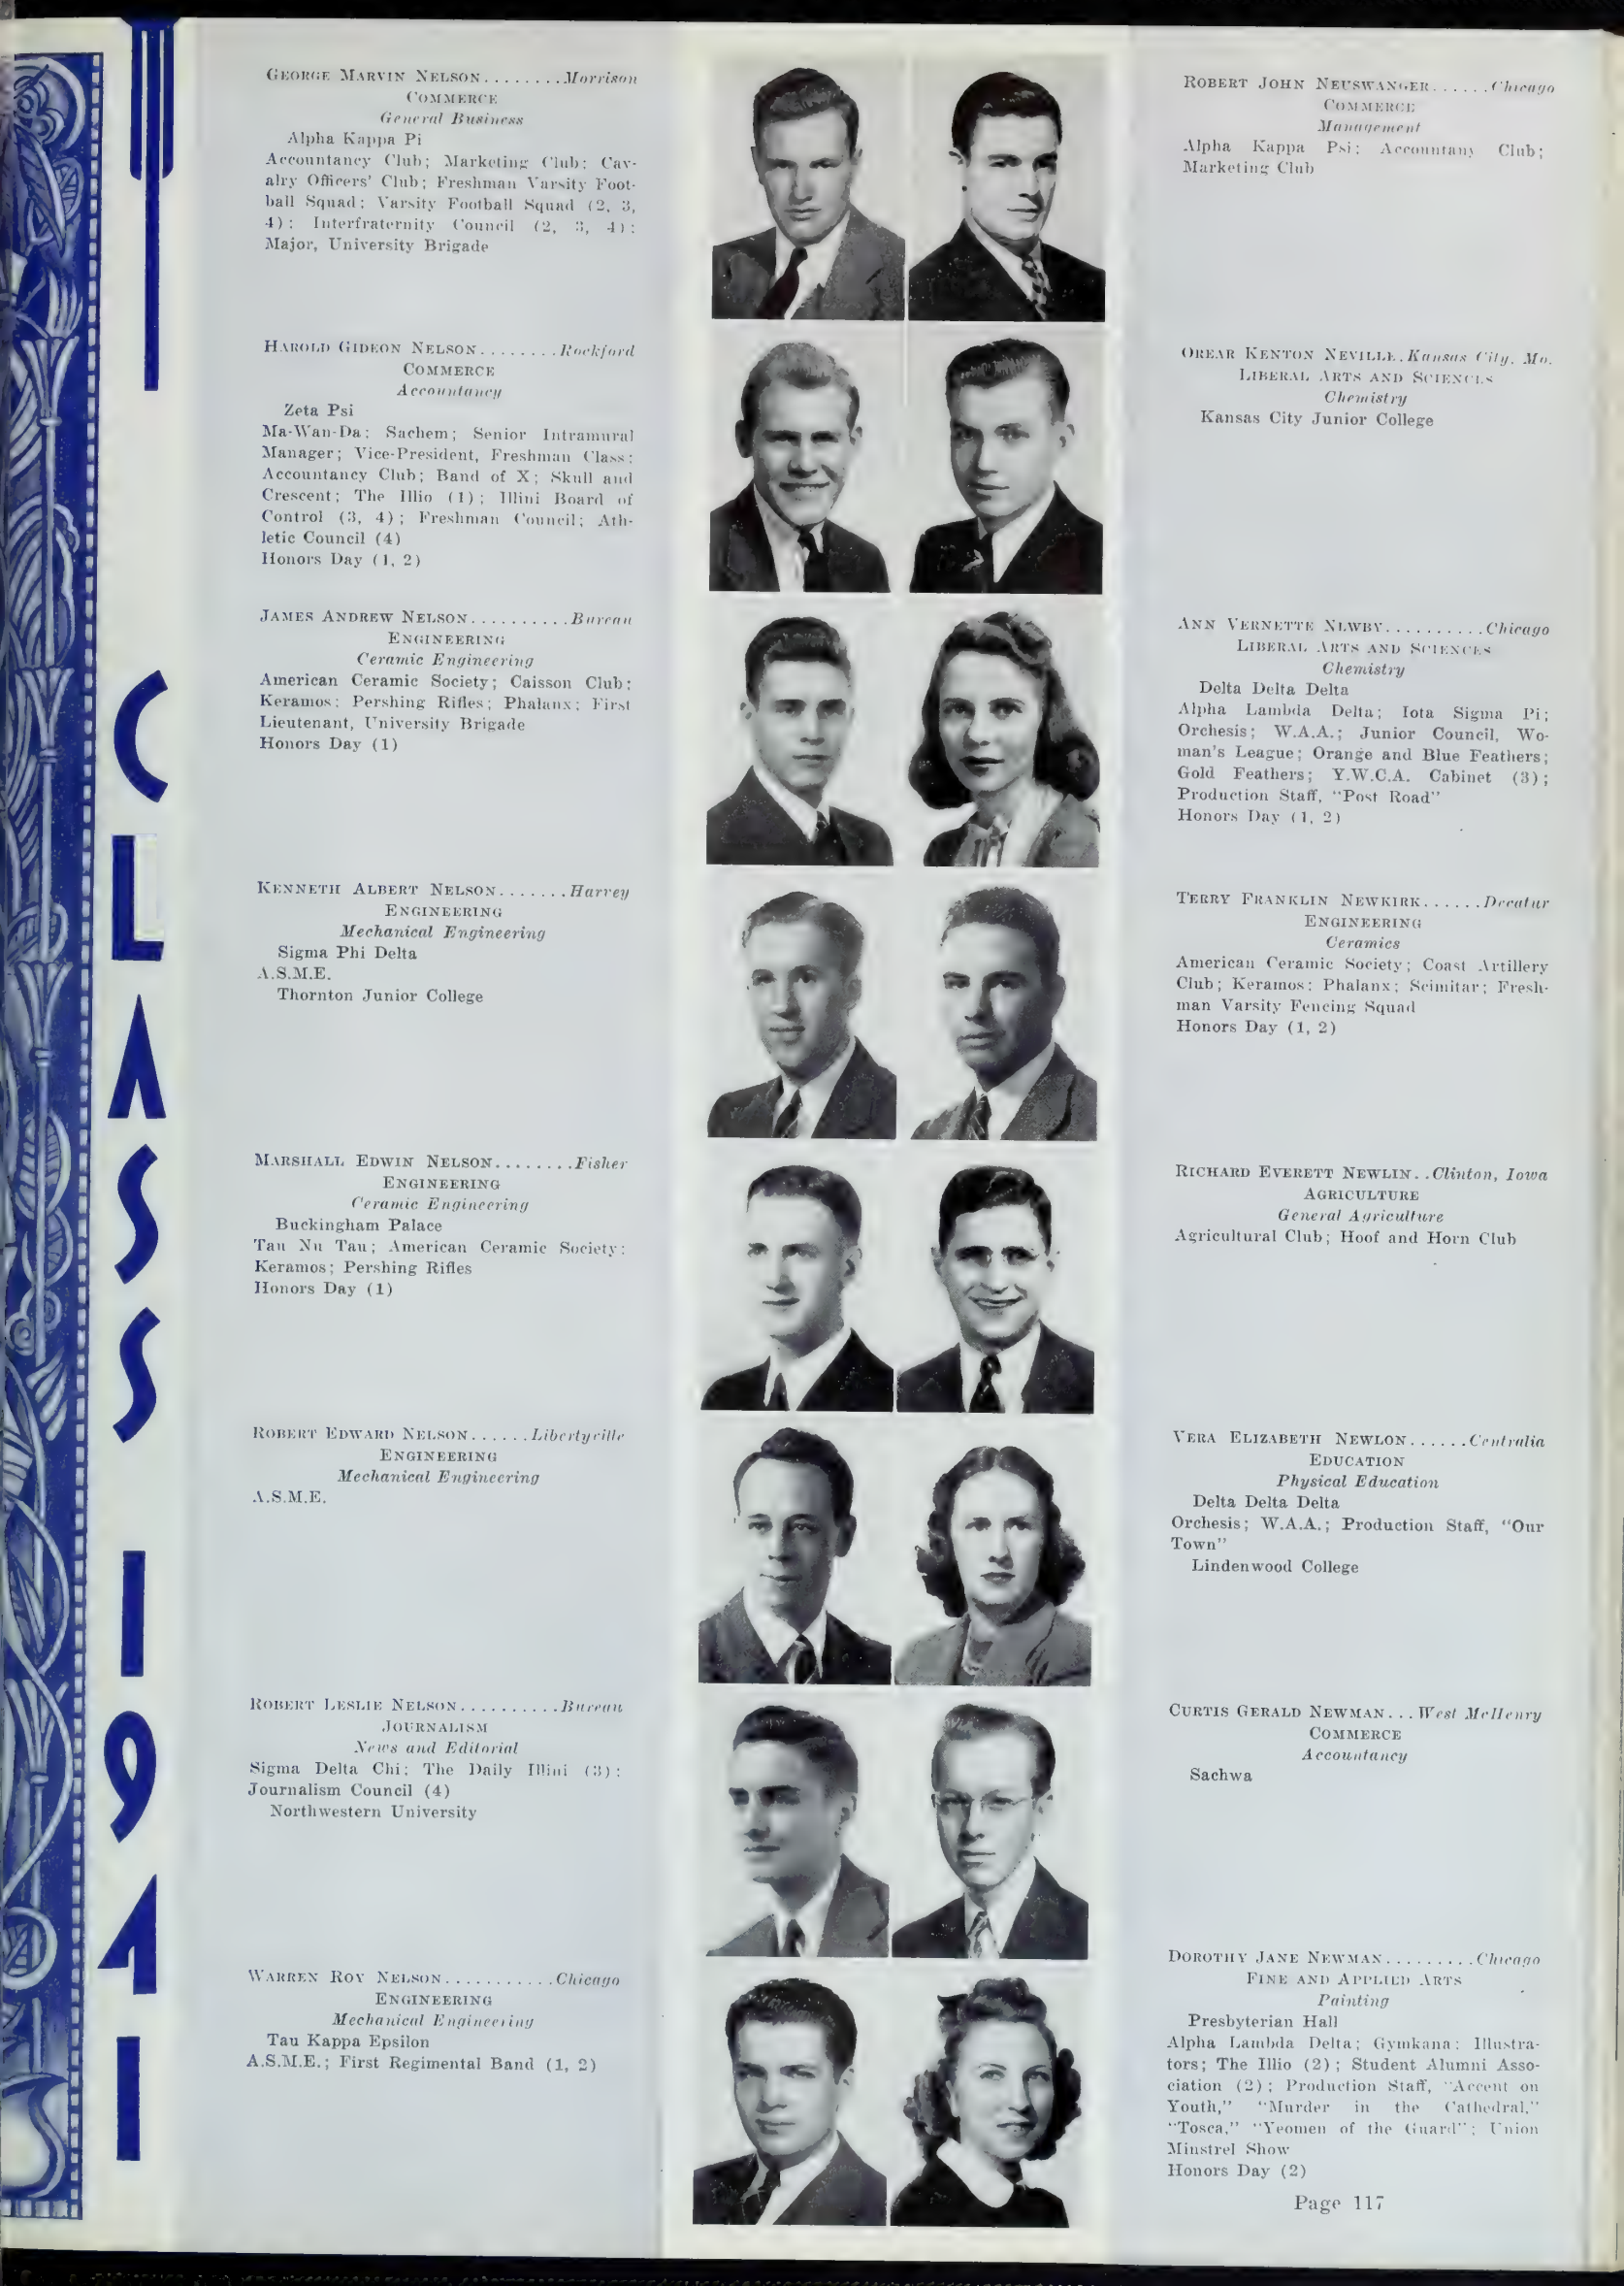 CLASS 1941
GEORGE MARVIN NELSON........Morrison
COMMERCE
General Business
Alpha Kappa Pi
Accountancy Club; Marketing Club; Cav-
alry Officers' Club; Freshman Varsity Foot-
ball Squad; Varsity Football Squad (2, 3,
4); Interfraternity Council (2, 3, 4);
Major, University Brigade
HAROLD GIDEON NELSON........Rockford
COMMERCE
Accountancy
Zeta Psi
Ma-Wan-Da; Sachem; Senior Intramural
Manager; Vice-President, Freshman Class;
Accountancy Club; Band of X; Skull and
Crescent; The Illio (1); Illini Board of
Control (3, 4); Freshman Council; Ath-
letic Council (4)
Honors Day (1, 2)
JAMES ANDREW NELSON..........Bureau
ENGINEERING
Ceramic Engineering
American Ceramic Society; Caisson Club;
Keramos; Pershing Rifles; Phalanx; First
Lieutenant, University Brigade
Honors Day (1)
KENNETH ALBERT NELSON.......Harvey
ENGINEERING
Mechanical Engineering
Sigma Phi Delta
A.S.M.E.
Thornton Junior College
MARSHALL EDWIN NELSON........Fisher
ENGINEERING
Ceramic Engineering
Buckingham Palace
Tau Nu Tau; American Ceramic Society;
Keramos; Pershing Rifles
Honors Day (1)
ROBERT EDWARD NELSON......Libertyville
ENGINEERING
Mechanical Engineering
A.S.M.E.
ROBERT LESLIE NELSON..........Bureau
JOURNALISM
News and Editorial
Sigma Delta Chi; The Daily Illini (3);
Journalism Council (4)
Northwestern University
WARREN ROY NELSON...........Chicago
ENGINEERING
Mechanical Engineering
Tau Kappa Epsilon
A.S.M.E.; First Regimental Band (1, 2)
ROBERT JOHN NEUSWANGER......Chicago
COMMERCE
Management
Alpha Kappa Psi; Accountany Club;
Marketing Club
OREAR KENTON NEVILLE.Kansas City, Mo.
LIBERAL ARTS AND SCIENCES
Chemistry
Kansas City Junior College
ANN VERNETTE NEWBY..........Chicago
LIBERAL ARTS AND SCIENCES
Chemistry
Delta Delta Delta
Alpha Lambda Delta; Iota Sigma Pi;
Orchesis; W.A.A.; Junior Council, Wo-
man's League; Orange and Blue Feathers;
Gold Feathers; Y.W.C.A. Cabinet (3);
Production Staff, "Post Road"
Honors Day (1, 2)
TERRY FRANKLIN NEWKIRK......Decatur
ENGINEERING
Ceramics
American Ceramic Society; Coast Artillery
Club; Keramos; Phalanx; Scimitar; Fresh-
man Varsity Fencing Squad
Honors Day (1, 2)
RICHARD EVERETT NEWLIN..Clinton, Iowa
AGRICULTURE
General Agriculture
Agricultural Club; Hoof and Horn Club
VERA ELIZABETH NEWLON......Centralia
EDUCATION
Physical Education
Delta Delta Delta
Orchesis; W.A.A.; Production Staff, "Our
Town"
Lindenwood College
CURTIS GERALD NEWMAN...West McHenry
COMMERCE
Accountancy
Sachwa
DOROTHY JANE NEWMAN.........Chicago
FINE AND APPLIED ARTS
Painting
Presbyterian Hall
Alpha Lambda Delta; Gymkana; Illustra-
tors; The Illio (2); Student Alumni Asso-
ciation (2); Production Staff, "Accent on
Youth," "Murder in the Cathedral,"
"Tosca," "Yeomen of the Guard"; Union
Minstrel Show
Honors Day (2)
Page 117